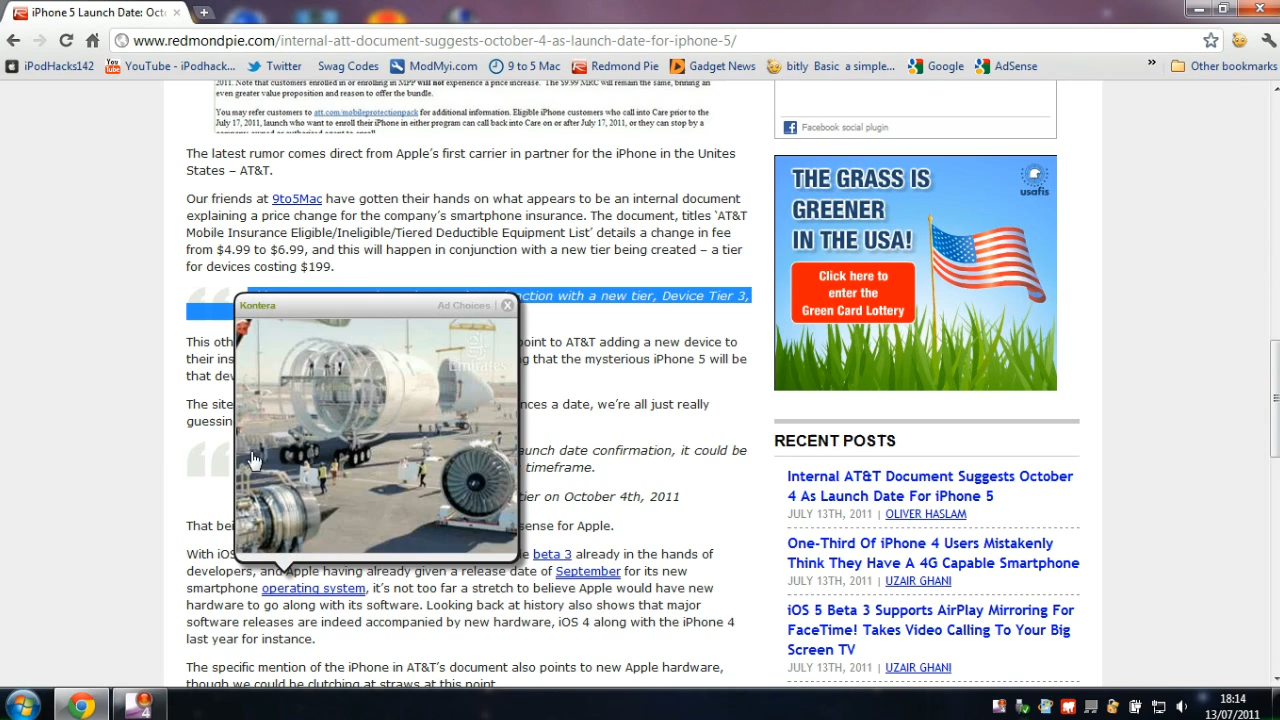 iPhone 5 Launch Date: Octo
www.redmondpie.com/internal-att-document-suggests-october-4-as-launch-date-for-iphone-5/
iPodHacks142
YouTube - iPodhack...
Twitter
Swag Codes
ModMyi.com
9 to 5 Mac
Redmond Pie
Gadget News
bitly Basic a simple...
Google
AdSense
Other bookmarks
2011. Note that customers enrolled in or enrolling in MPP will not experience a price increase. The $9.99 MRC will remain the same, bringing an
even greater value proposition and reason to offer the bundle.
You may refer customers to att.com/mobileprotectionpack for additional information. Eligible iPhone customers who call into Care prior to the
July 17, 2011, launch who want to enroll their iPhone in either program can call back into Care on or after July 17, 2011, or they can stop by a
The latest rumor comes direct from Apple's first carrier in partner for the iPhone in the Unites
States – AT&T.
Our friends at 9to5Mac have gotten their hands on what appears to be an internal document
explaining a price change for the company's smartphone insurance. The document, titles 'AT&T
Mobile Insurance Eligible/Ineligible/Tiered Deductible Equipment List' details a change in fee
from $4.99 to $6.99, and this will happen in conjunction with a new tier being created – a tier
for devices costing $199.
nction with a new tier, Device Tier 3,
Kontera
Ad Choices
Emirates
This oth
point to AT&T adding a new device to
their ins
g that the mysterious iPhone 5 will be
that dev
The site
nces a date, we're all just really
guessin
aunch date confirmation, it could be
timeframe.
tier on October 4th, 2011
That bei
sense for Apple.
With iOS
e beta 3 already in the hands of
developers, and Apple having already given a release date of September for its new
smartphone operating system, it's not too far a stretch to believe Apple would have new
hardware to go along with its software. Looking back at history also shows that major
software releases are indeed accompanied by new hardware, iOS 4 along with the iPhone 4
last year for instance.
The specific mention of the iPhone in AT&T's document also points to new Apple hardware,
though we could be clutching at straws at this point.
Facebook social plugin
THE GRASS IS
GREENER
IN THE USA!
usafis
Click here to
enter the
Green Card Lottery
RECENT POSTS
Internal AT&T Document Suggests October
4 As Launch Date For iPhone 5
JULY 13TH, 2011 | OLIVER HASLAM
One-Third Of iPhone 4 Users Mistakenly
Think They Have A 4G Capable Smartphone
JULY 13TH, 2011 | UZAIR GHANI
iOS 5 Beta 3 Supports AirPlay Mirroring For
FaceTime! Takes Video Calling To Your Big
Screen TV
JULY 13TH, 2011 | UZAIR GHANI
4
18:14
13/07/2011